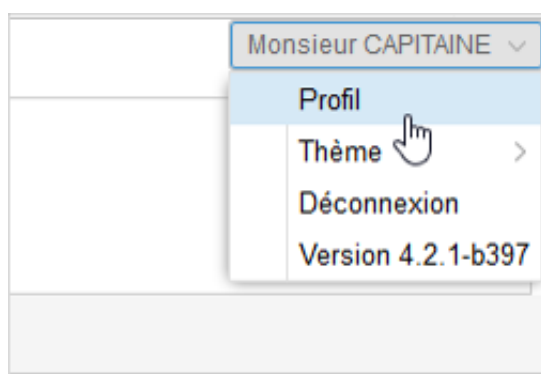 Monsieur CAPITAINE
Profil
Thème
Déconnexion
Version 4.2.1-b397